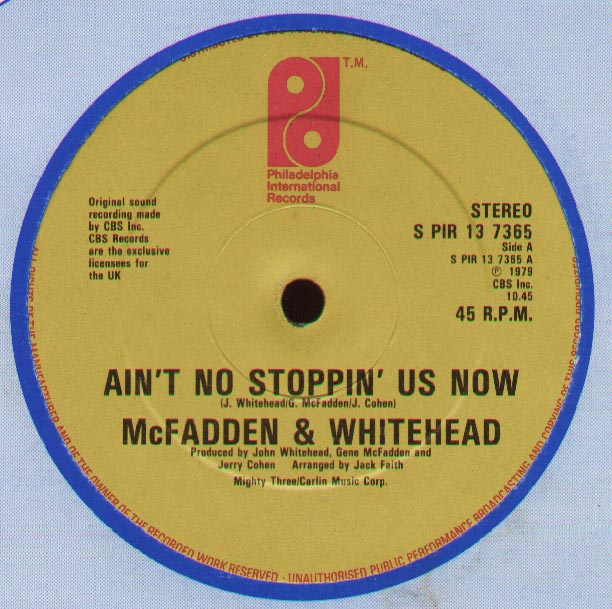 T.M.
Philadelphia
International
Records
Original sound
recording made
by CBS Inc.
CBS Records
are the exclusive
licensees for
the UK
STEREO
S PIR 13 7365
Side A
S PIR 13 7365 A
Ⓟ 1979
CBS Inc.
10.45
45 R.P.M.
AIN'T NO STOPPIN' US NOW
(J. Whitehead/G. McFadden/J. Cohen)
McFADDEN & WHITEHEAD
Produced by John Whitehead, Gene McFadden and
Jerry Cohen Arranged by Jack Faith
Mighty Three/Carlin Music Corp.
ALL RIGHTS OF THE MANUFACTURER AND OF THE OWNER OF THE RECORDED WORK RESERVED · UNAUTHORISED PUBLIC PERFORMANCE BROADCASTING AND COPYING OF THIS RECORD PROHIBITED